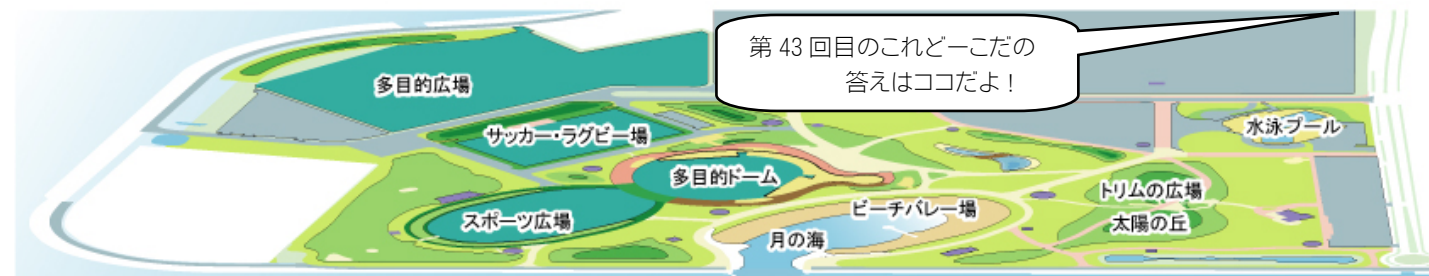 第 43 回目のこれどーこだの
答えはココだよ！
多目的広場
サッカー・ラグビー場
水泳プール
多目的ドーム
トリムの広場
ビーチバレー場
スポーツ広場
太陽の丘
月の海